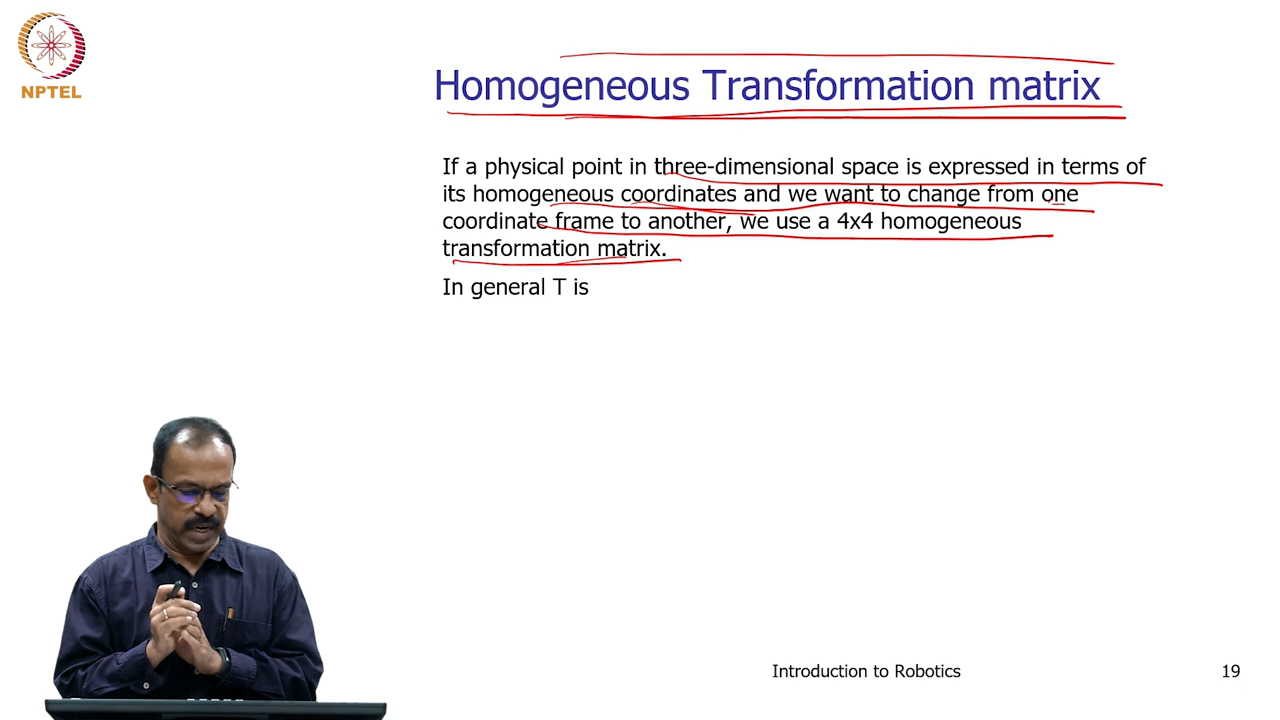 NPTEL
Homogeneous Transformation matrix
If a physical point in three-dimensional space is expressed in terms of
its homogeneous coordinates and we want to change from one
coordinate frame to another, we use a 4x4 homogeneous
transformation matrix.
In general T is
Introduction to Robotics
19